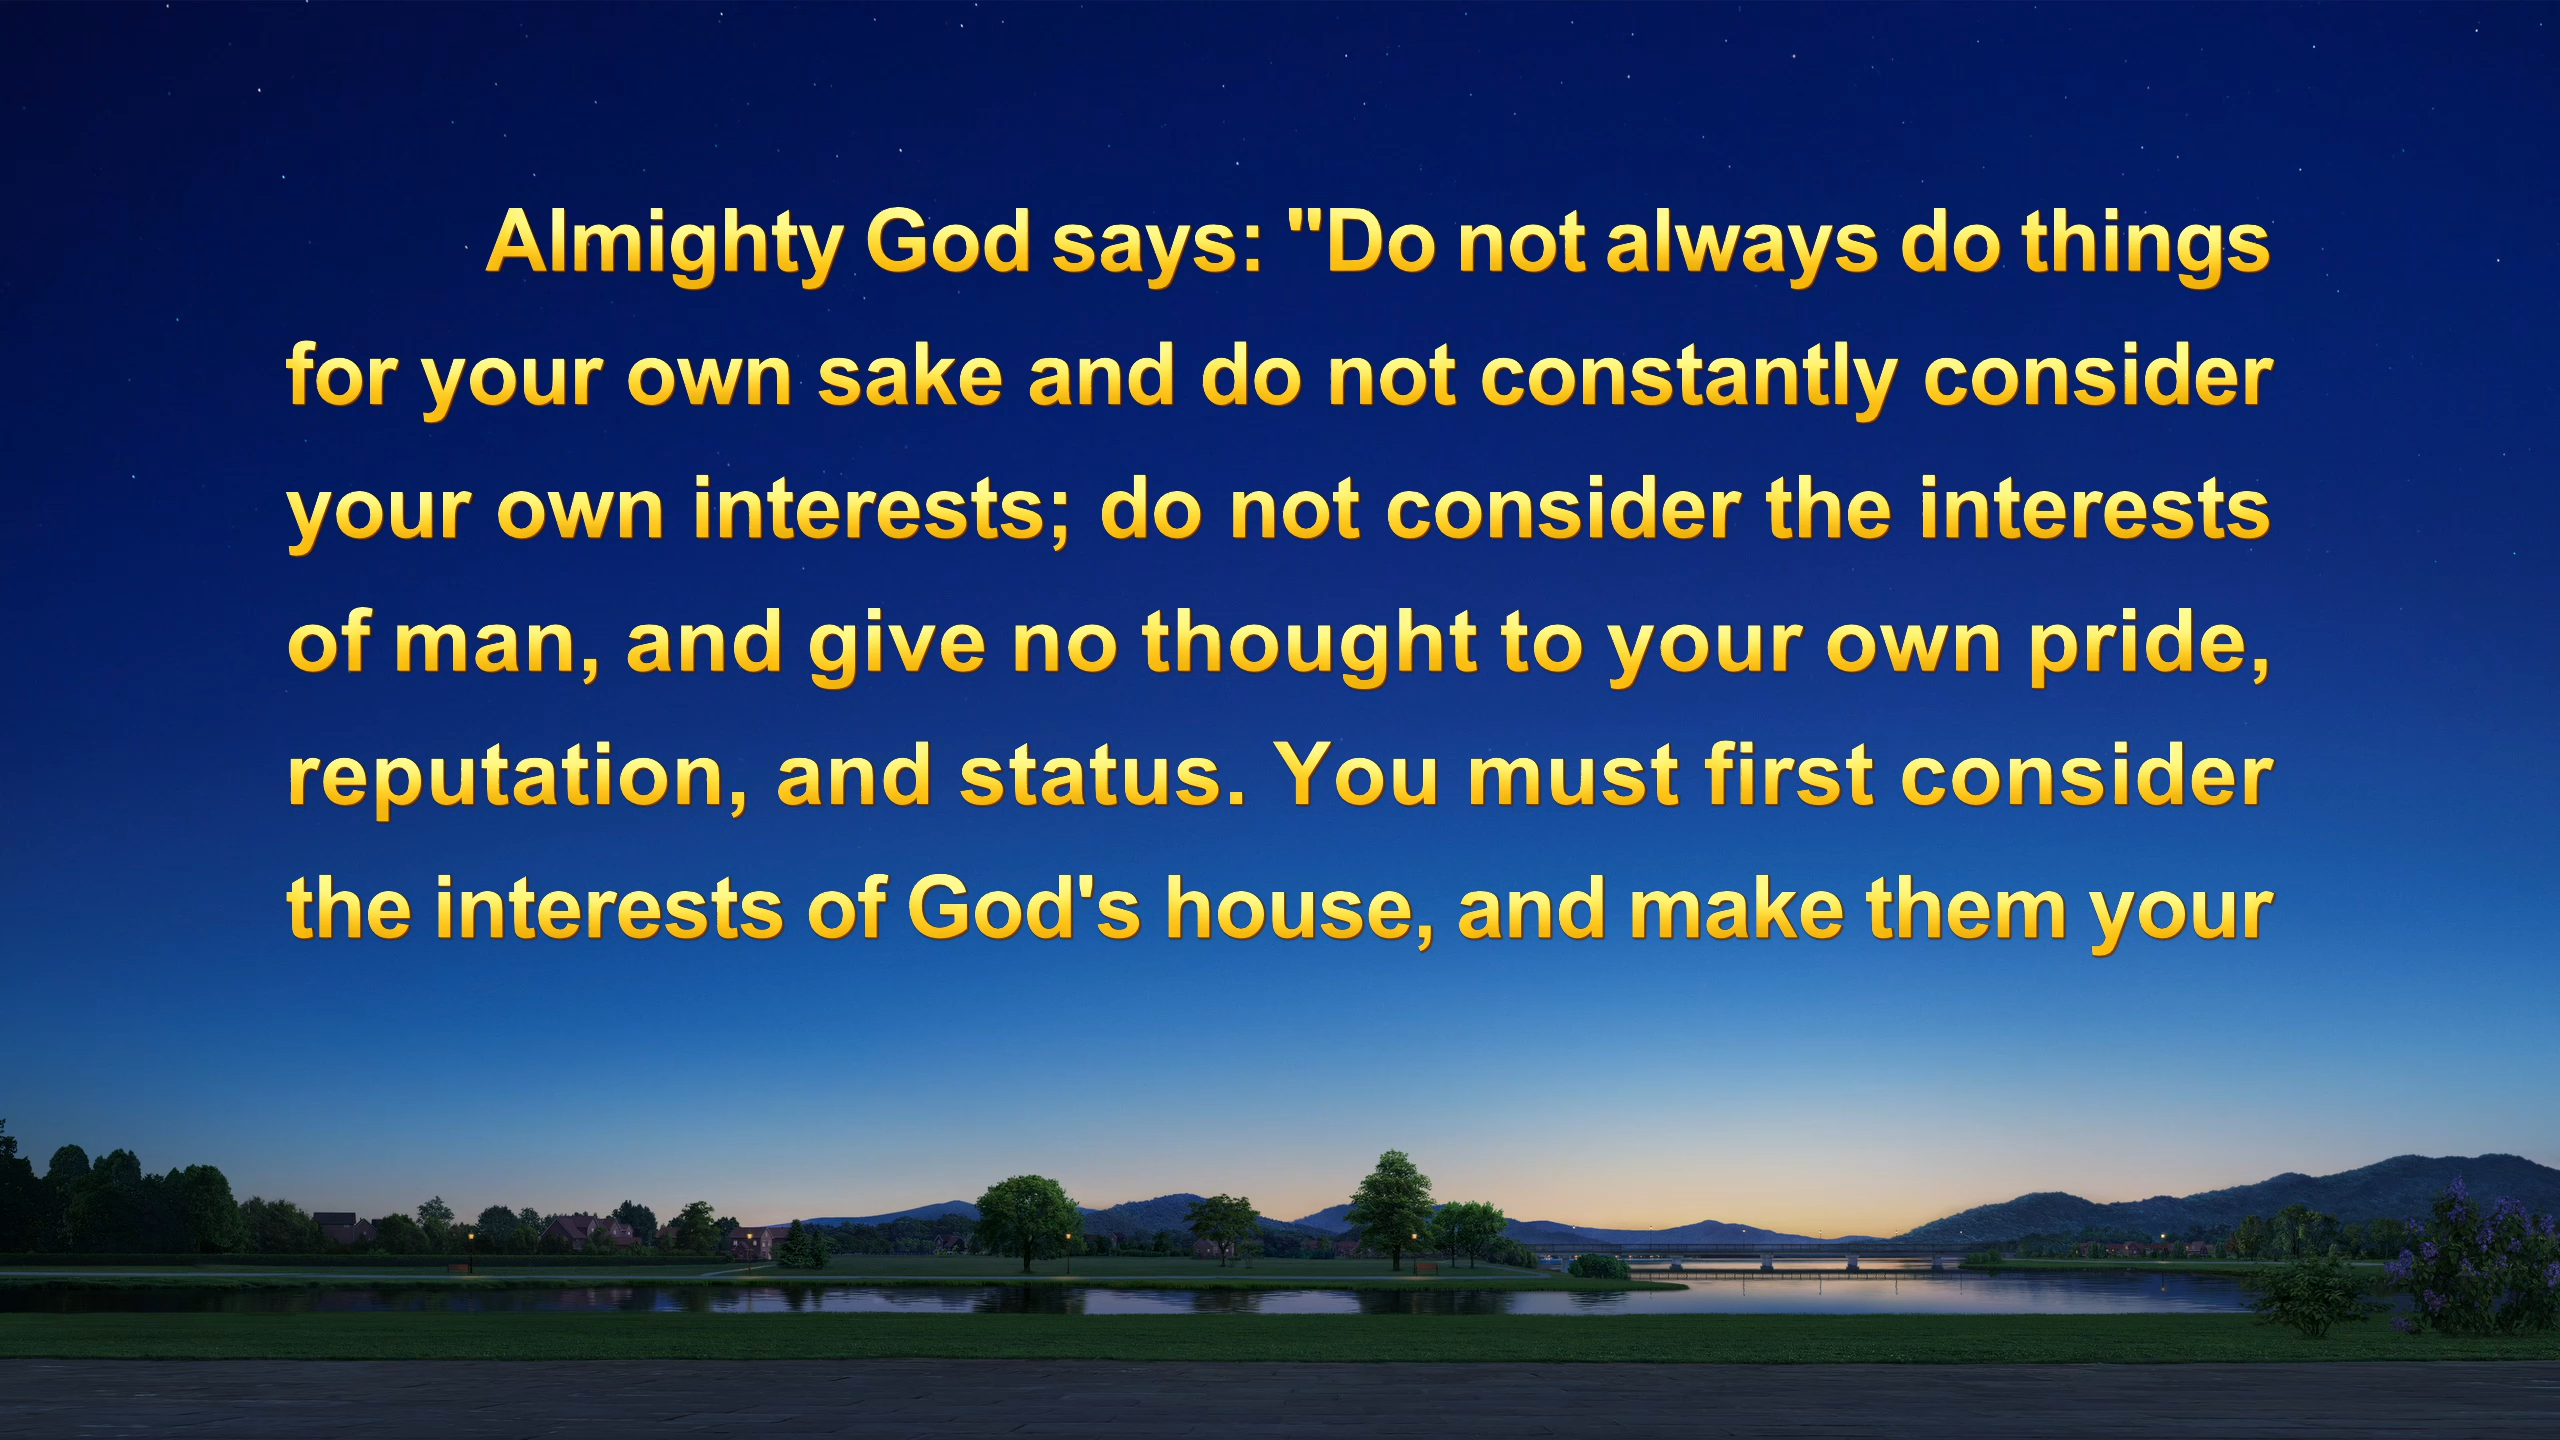 Almighty God says: "Do not always do things
for your own sake and do not constantly consider
your own interests; do not consider the interests
of man, and give no thought to your own pride,
reputation, and status. You must first consider
the interests of God's house, and make them your